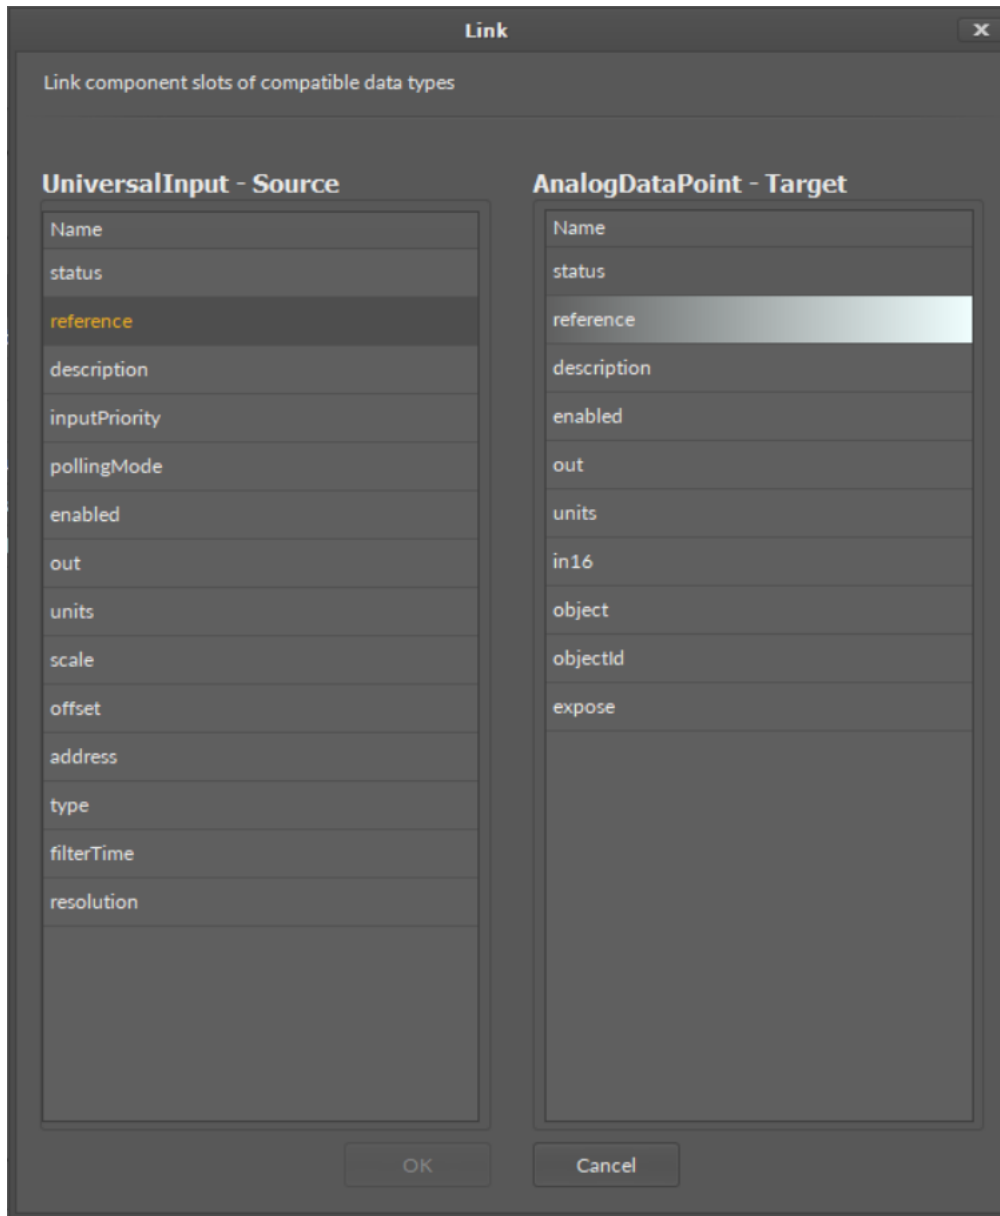 Link
Link component slots of compatible data types
UniversalInput - Source
Name
status
reference
description
inputPriority
pollingMode
enabled
out
units
scale
offset
address
type
filterTime
resolution
AnalogDataPoint - Target
Name
status
reference
description
enabled
out
units
in16
object
objectId
expose
OK
Cancel